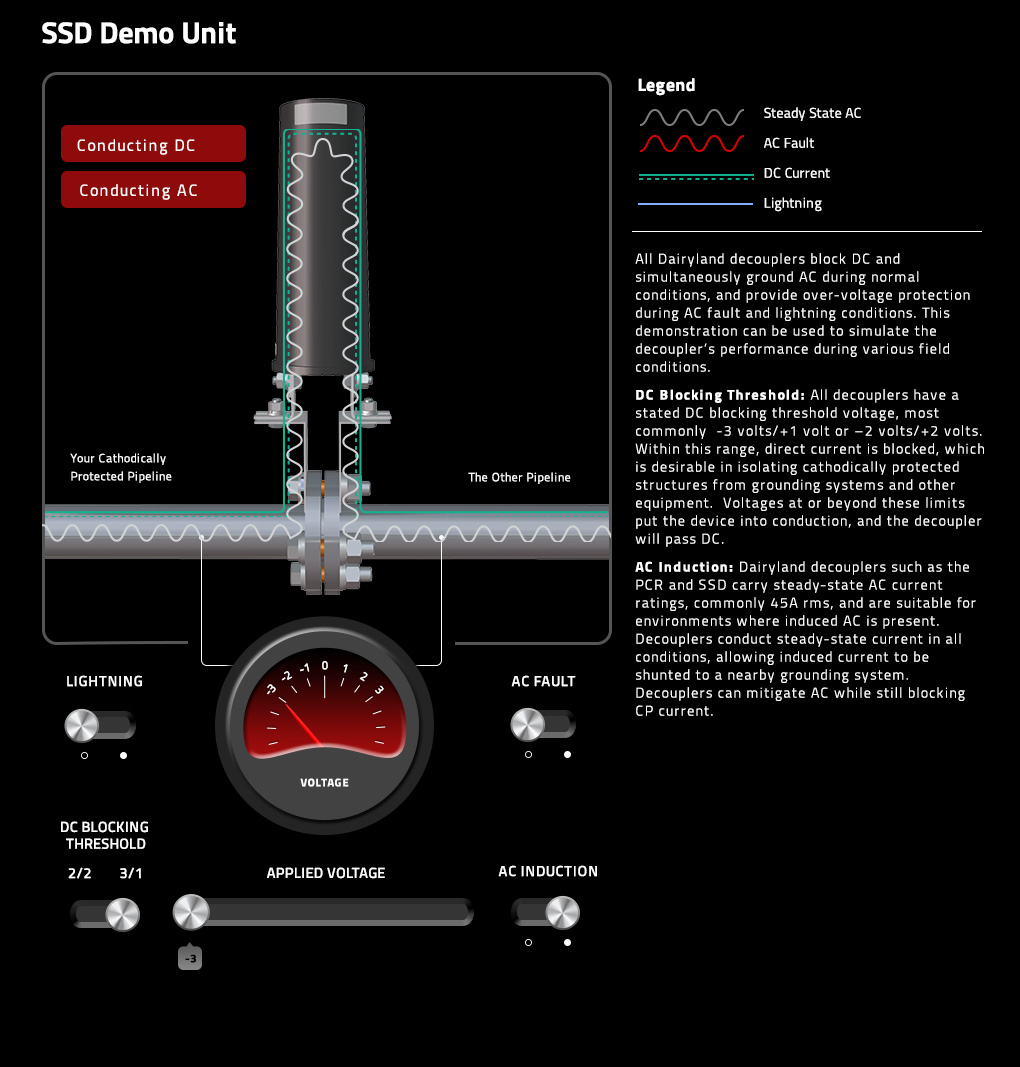 SSD Demo Unit
Conducting DC
Conducting AC
Your Cathodically
Protected Pipeline
The Other Pipeline
Legend
Steady State AC
AC Fault
DC Current
Lightning
All Dairyland decouplers block DC and
simultaneously ground AC during normal
conditions, and provide over-voltage protection
during AC fault and lightning conditions. This
demonstration can be used to simulate the
decoupler's performance during various field
conditions.
DC Blocking Threshold: All decouplers have a
stated DC blocking threshold voltage, most
commonly -3 volts/+1 volt or –2 volts/+2 volts.
Within this range, direct current is blocked, which
is desirable in isolating cathodically protected
structures from grounding systems and other
equipment. Voltages at or beyond these limits
put the device into conduction, and the decoupler
will pass DC.
AC Induction: Dairyland decouplers such as the
PCR and SSD carry steady-state AC current
ratings, commonly 45A rms, and are suitable for
environments where induced AC is present.
Decouplers conduct steady-state current in all
conditions, allowing induced current to be
shunted to a nearby grounding system.
Decouplers can mitigate AC while still blocking
CP current.
LIGHTNING
-3 -2 -1 0 1 2 3
VOLTAGE
AC FAULT
DC BLOCKING
THRESHOLD
2/2 3/1
APPLIED VOLTAGE
-3
AC INDUCTION